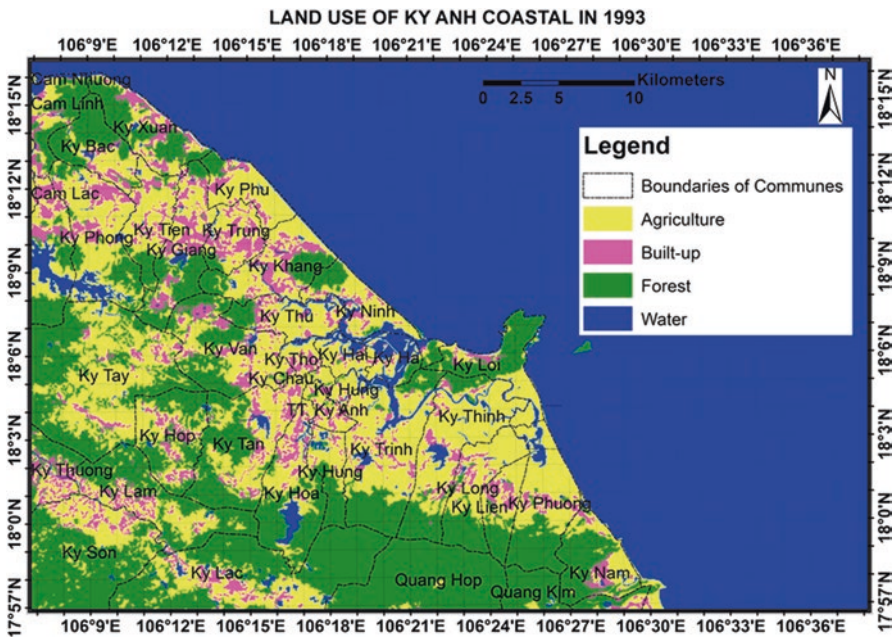 LAND USE OF KY ANH COASTAL IN 1993
106°9'E 106°12'E 106°15'E 106°18'E 106°21'E 106°24'E 106°27'E 106°30'E 106°33'E 106°36'E
18°15'N 18°12'N 18°9'N 18°6'N 18°3'N 18°0'N 17°57'N
Cam Nhuong
Cam Linh
Ky Xuan
Ky Bac
Cam Lac
Ky Phu
Ky Phong
Ky Tien
Ky Trung
Ky Giang
Ky Khang
Ky Thu
Ky Ninh
Ky Van
Ky Tho
Ky Hai
Ky Ha
Ky Loi
Ky Tay
Ky Chau
Ky Hung
TT. Ky Anh
Ky Thinh
Ky Hop
Ky Tan
Ky Trinh
Ky Thuong
Ky Hung
Ky Lam
Ky Hoa
Ky Long
Ky Lien
Ky Phuong
Ky Son
Ky Lac
Quang Hop
Ky Nam
Quang Kim
Kilometers
0 2.5 5 10
N
Legend
Boundaries of Communes
Agriculture
Built-up
Forest
Water
18°15'N 18°12'N 18°9'N 18°6'N 18°3'N 18°0'N 17°57'N
106°9'E 106°12'E 106°15'E 106°18'E 106°21'E 106°24'E 106°27'E 106°30'E 106°33'E 106°36'E